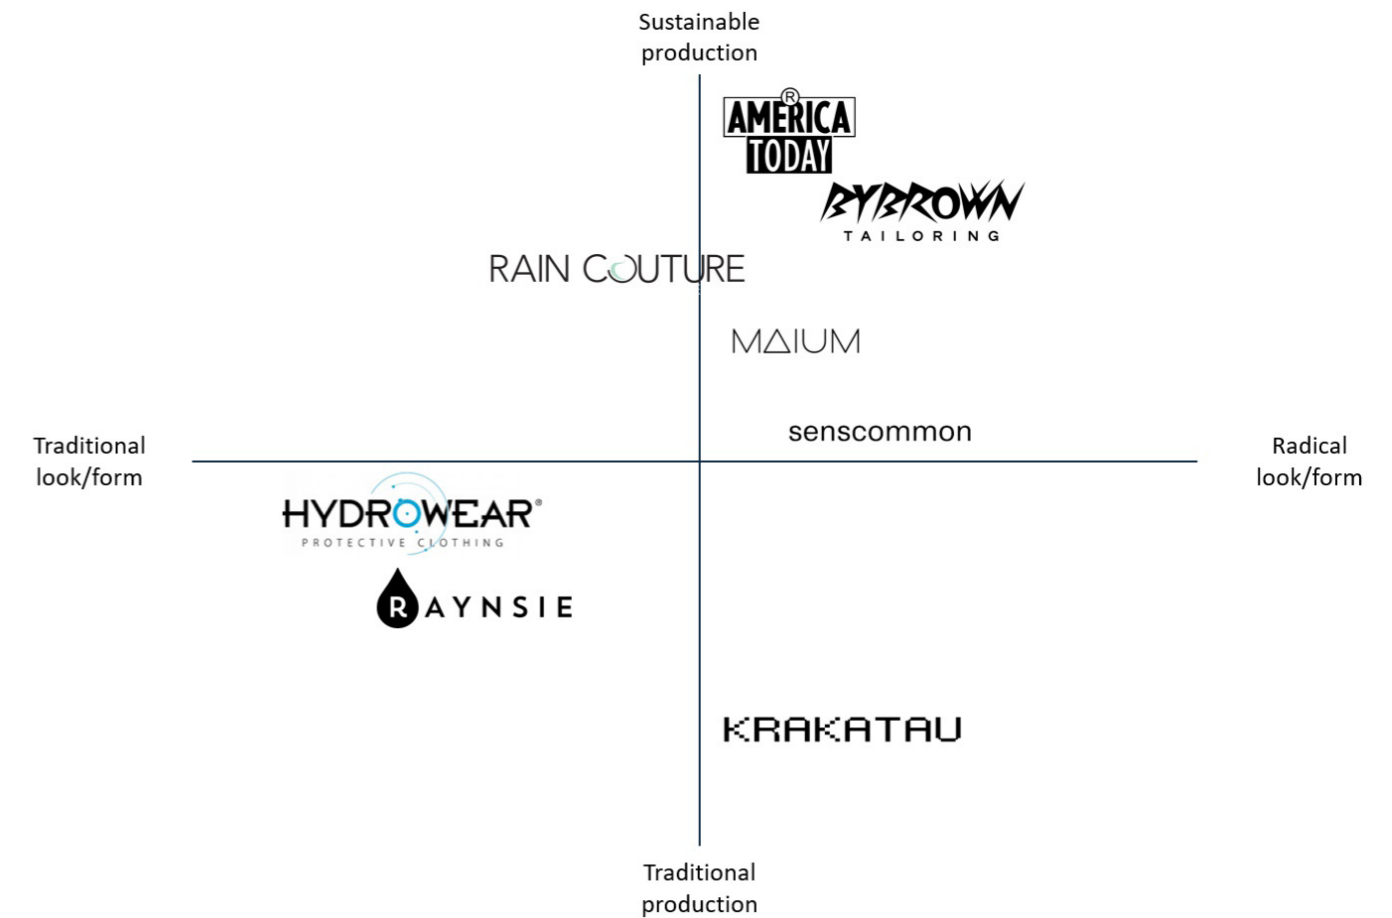 Sustainable
production
®
AMERICA
TODAY
BYBROWN
TAILORING
RAIN COUTURE
MAIUM
senscommon
Traditional
look/form
Radical
look/form
HYDROWEAR®
PROTECTIVE CLOTHING
RAYNSIE
KRAKATAU
Traditional
production